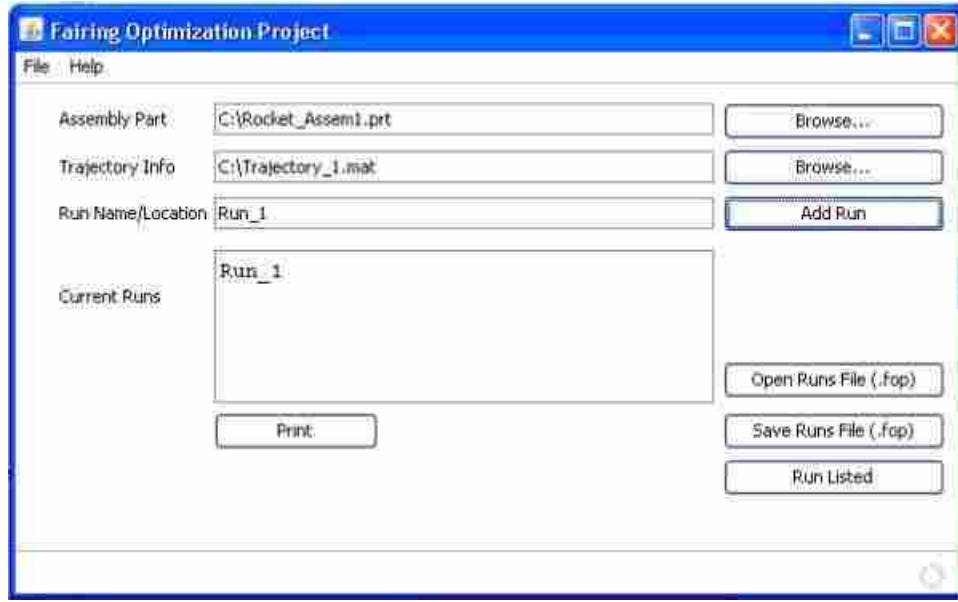 Fairing Optimization Project
File Help
Assembly Part C:\Rocket_Assem1.prt Browse...
Trajectory Info C:\Trajectory_1.mat Browse...
Run Name/Location Run_1 Add Run
Run_1
Current Runs
Open Runs File (.fop)
Print Save Runs File (.fop)
Run Listed